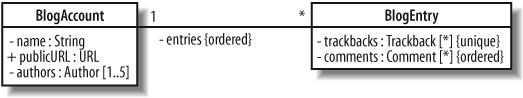 BlogAccount
- name : String
+ publicURL : URL
- authors : Author [1..5]
1
*
- entries {ordered}
BlogEntry
- trackbacks : Trackback [*] {unique}
- comments : Comment [*] {ordered}